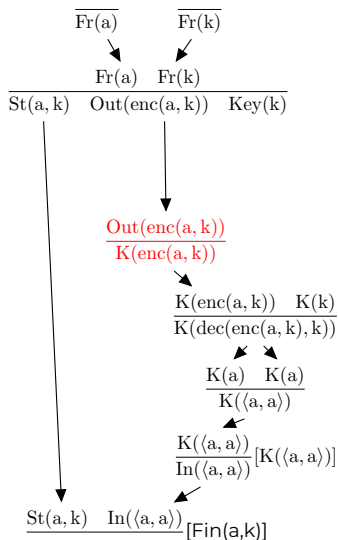 Fr(a) Fr(k)
Fr(a) Fr(k)
St(a, k) Out(enc(a, k)) Key(k)
Out(enc(a, k))
K(enc(a, k))
K(enc(a, k)) K(k)
K(dec(enc(a, k), k))
K(a) K(a)
K(⟨a, a⟩)
K(⟨a, a⟩)
In(⟨a, a⟩) [K(⟨a, a⟩)]
St(a, k) In(⟨a, a⟩) [Fin(a,k)]